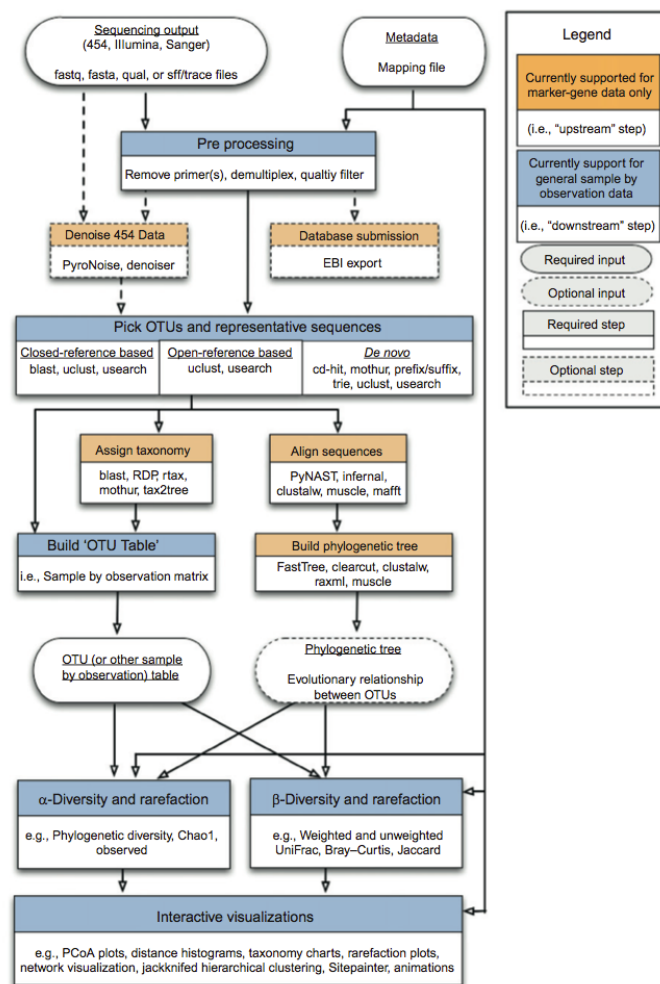 Sequencing output
(454, Illumina, Sanger)
fastq, fasta, qual, or sff/trace files
Metadata
Mapping file
Pre processing
Remove primer(s), demultiplex, qualtiy filter
Denoise 454 Data
PyroNoise, denoiser
Database submission
EBI export
Pick OTUs and representative sequences
Closed-reference based
blast, uclust, usearch
Open-reference based
uclust, usearch
De novo
cd-hit, mothur, prefix/suffix,
trie, uclust, usearch
Assign taxonomy
blast, RDP, rtax,
mothur, tax2tree
Align sequences
PyNAST, infernal,
clustalw, muscle, mafft
Build 'OTU Table'
i.e., Sample by observation matrix
Build phylogenetic tree
FastTree, clearcut, clustalw,
raxml, muscle
OTU (or other sample
by observation) table
Phylogenetic tree
Evolutionary relationship
between OTUs
α-Diversity and rarefaction
e.g., Phylogenetic diversity, Chao1,
observed
β-Diversity and rarefaction
e.g., Weighted and unweighted
UniFrac, Bray–Curtis, Jaccard
Interactive visualizations
e.g., PCoA plots, distance histograms, taxonomy charts, rarefaction plots,
network visualization, jackknifed hierarchical clustering, Sitepainter, animations
Legend
Currently supported for
marker-gene data only
(i.e., "upstream" step)
Currently support for
general sample by
observation data
(i.e., "downstream" step)
Required input
Optional input
Required step
Optional step